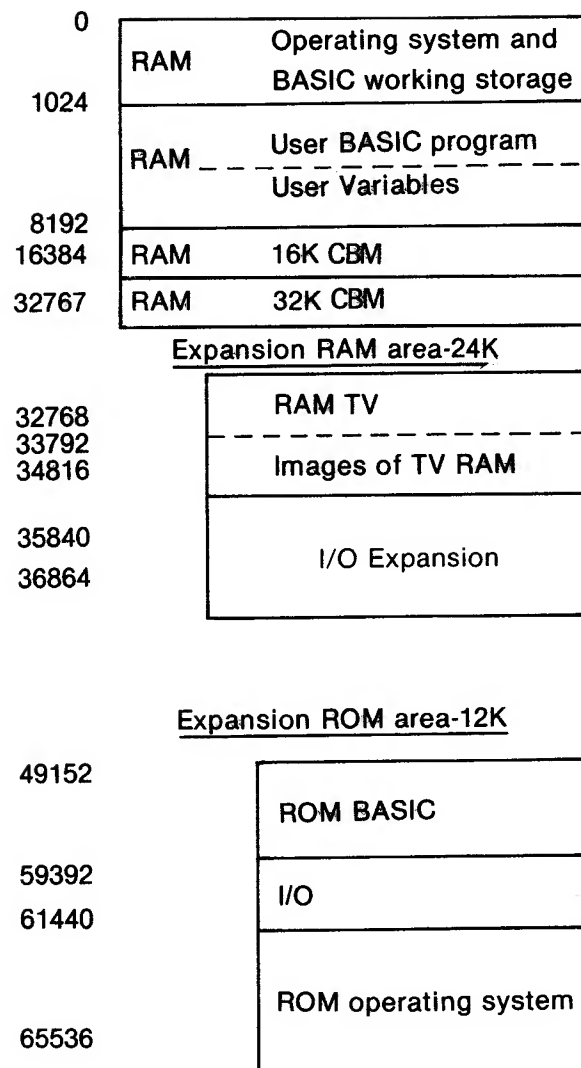 0
RAM Operating system and
BASIC working storage
1024
RAM User BASIC program
User Variables
8192
16384 RAM 16K CBM
32767 RAM 32K CBM
Expansion RAM area-24K
32768 RAM TV
33792
34816 Images of TV RAM
35840
I/O Expansion
36864
Expansion ROM area-12K
49152
ROM BASIC
59392
I/O
61440
ROM operating system
65536